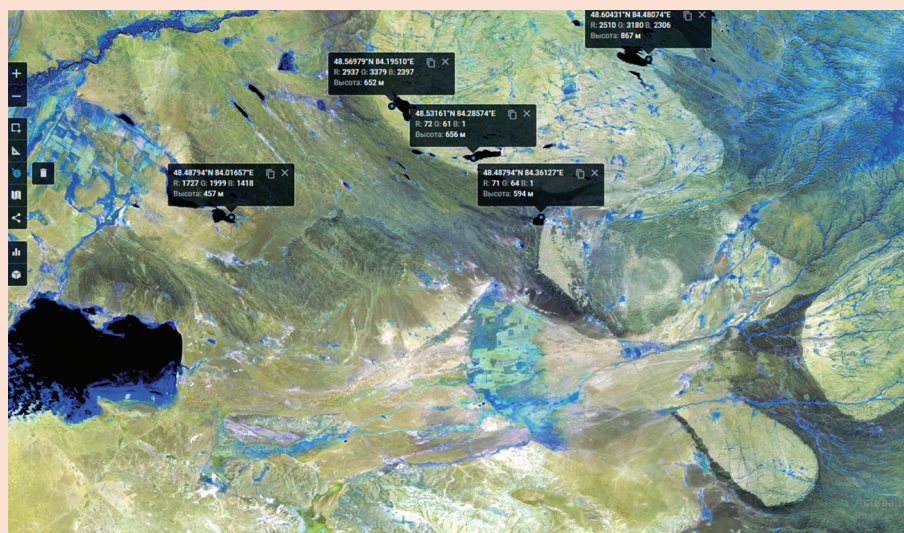 48.60431°N 84.48074°E
R: 2510 G: 3180 B: 2306
Высота: 867 м
48.56979°N 84.19510°E
R: 2937 G: 3379 B: 2397
Высота: 652 м
48.53161°N 84.28574°E
R: 72 G: 61 B: 1
Высота: 656 м
48.48794°N 84.01657°E
R: 1727 G: 1999 B: 1418
Высота: 457 м
48.48794°N 84.36127°E
R: 71 G: 64 B: 1
Высота: 594 м